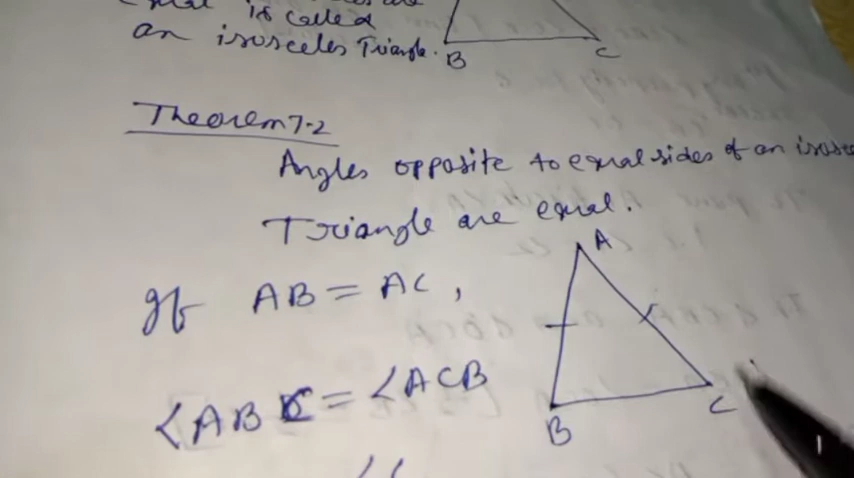 is called
an isosceles Triangle.
B C
Theorem 7.2
Angles opposite to equal sides of an
Triangle are equal.
A
If AB = AC,
∠ABC = ∠ACB
B C